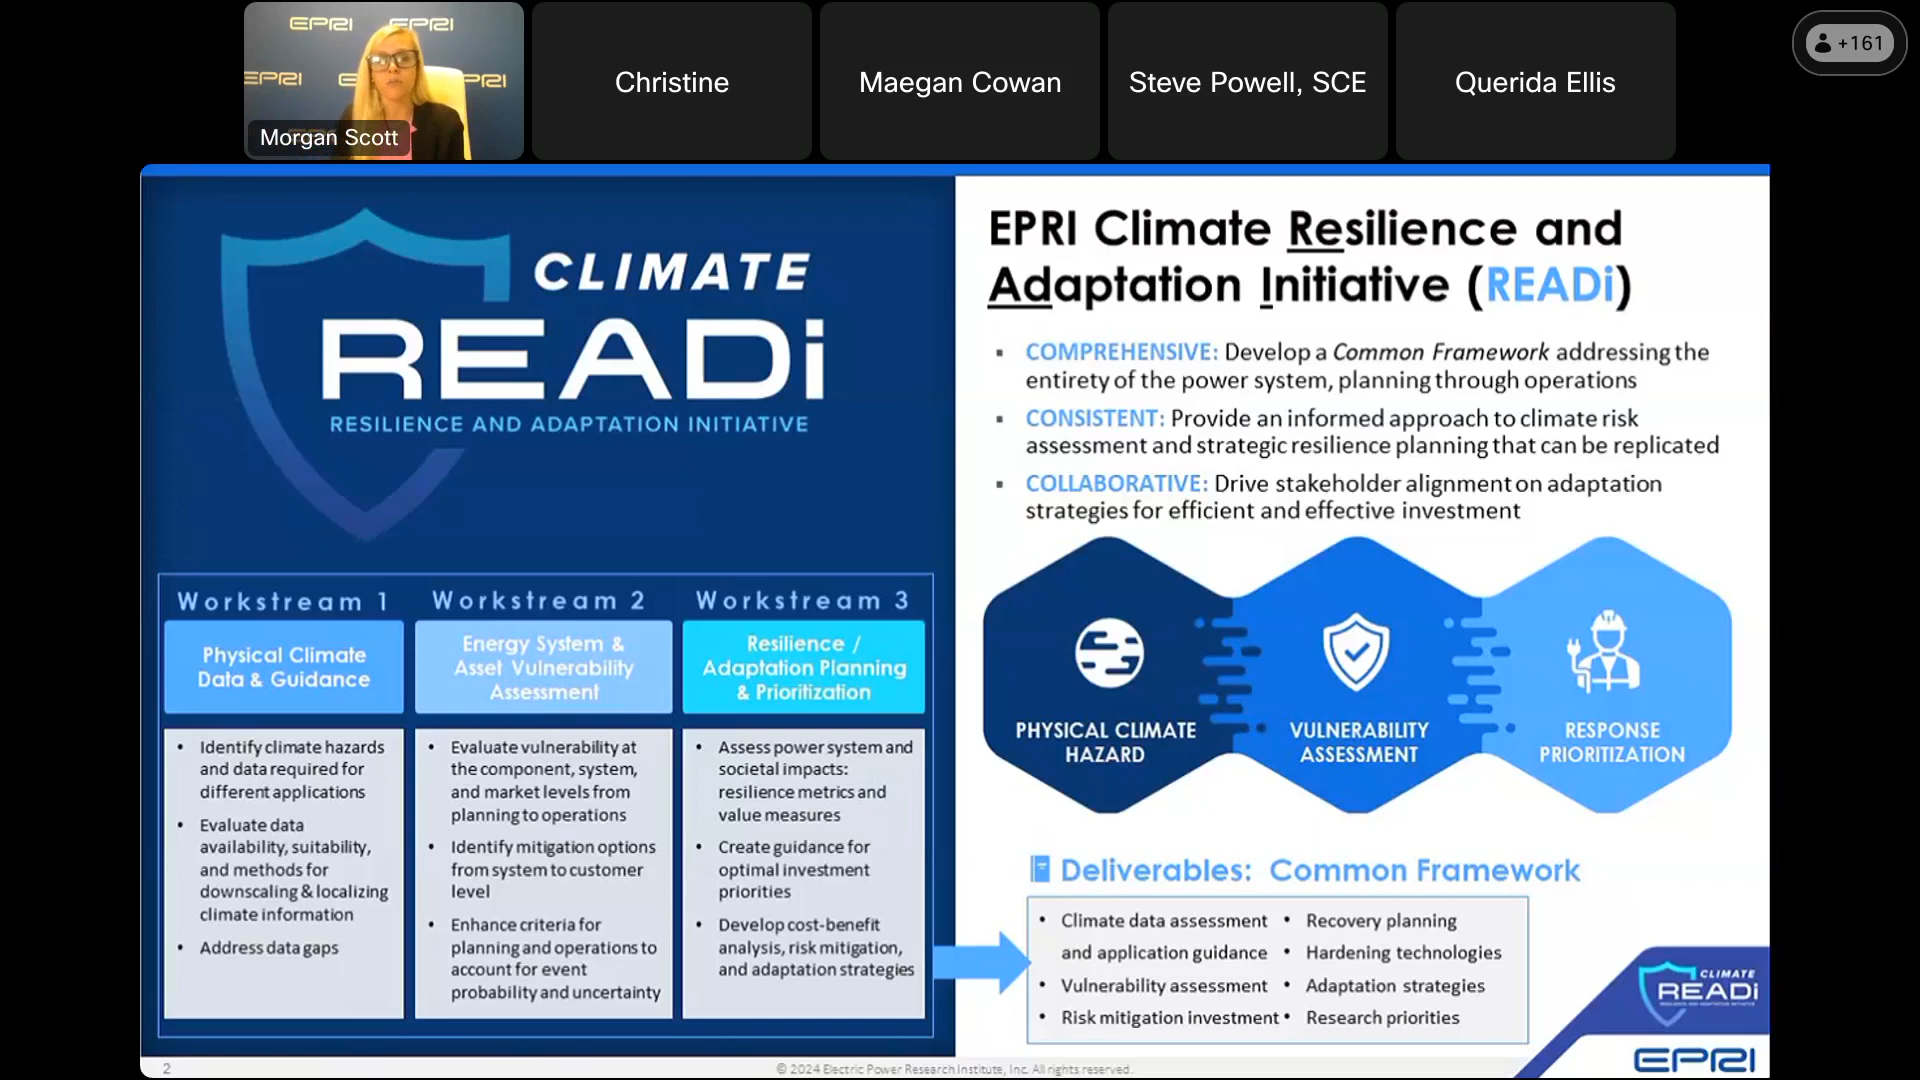 EPRI
EPRI
EPRI
EPRI
Morgan Scott
Christine
Maegan Cowan
Steve Powell, SCE
Querida Ellis
+161
CLIMATE
READi
RESILIENCE AND ADAPTATION INITIATIVE
Workstream 1
Physical Climate
Data & Guidance
• Identify climate hazards
and data required for
different applications
• Evaluate data
availability, suitability,
and methods for
downscaling & localizing
climate information
• Address data gaps
Workstream 2
Energy System &
Asset Vulnerability
Assessment
• Evaluate vulnerability at
the component, system,
and market levels from
planning to operations
• Identify mitigation options
from system to customer
level
• Enhance criteria for
planning and operations to
account for event
probability and uncertainty
Workstream 3
Resilience /
Adaptation Planning
& Prioritization
• Assess power system and
societal impacts:
resilience metrics and
value measures
• Create guidance for
optimal investment
priorities
• Develop cost-benefit
analysis, risk mitigation,
and adaptation strategies
EPRI Climate Resilience and
Adaptation Initiative (READi)
▪ COMPREHENSIVE: Develop a Common Framework addressing the
entirety of the power system, planning through operations
▪ CONSISTENT: Provide an informed approach to climate risk
assessment and strategic resilience planning that can be replicated
▪ COLLABORATIVE: Drive stakeholder alignment on adaptation
strategies for efficient and effective investment
PHYSICAL CLIMATE
HAZARD
VULNERABILITY
ASSESSMENT
RESPONSE
PRIORITIZATION
Deliverables: Common Framework
• Climate data assessment
and application guidance
• Vulnerability assessment
• Risk mitigation investment
• Recovery planning
• Hardening technologies
• Adaptation strategies
• Research priorities
CLIMATE
READi
RESILIENCE AND ADAPTATION INITIATIVE
EPRI
2
© 2024 Electric Power Research Institute, Inc. All rights reserved.